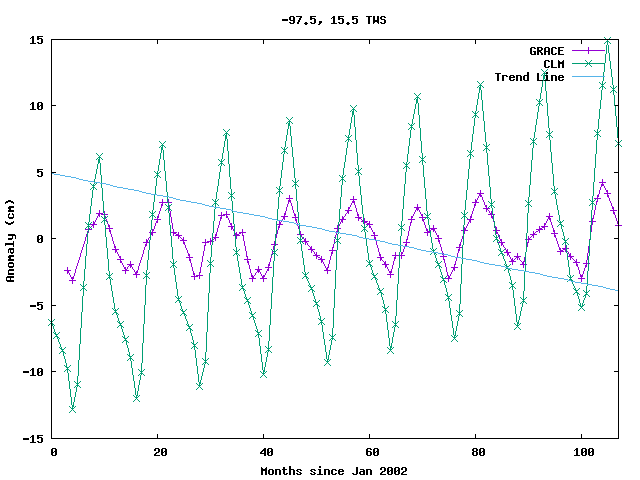 -97.5, 15.5 TWS
GRACE
CLM
Trend Line
15
10
5
0
-5
-10
-15
Anomaly (cm)
0 20 40 60 80 100
Months since Jan 2002